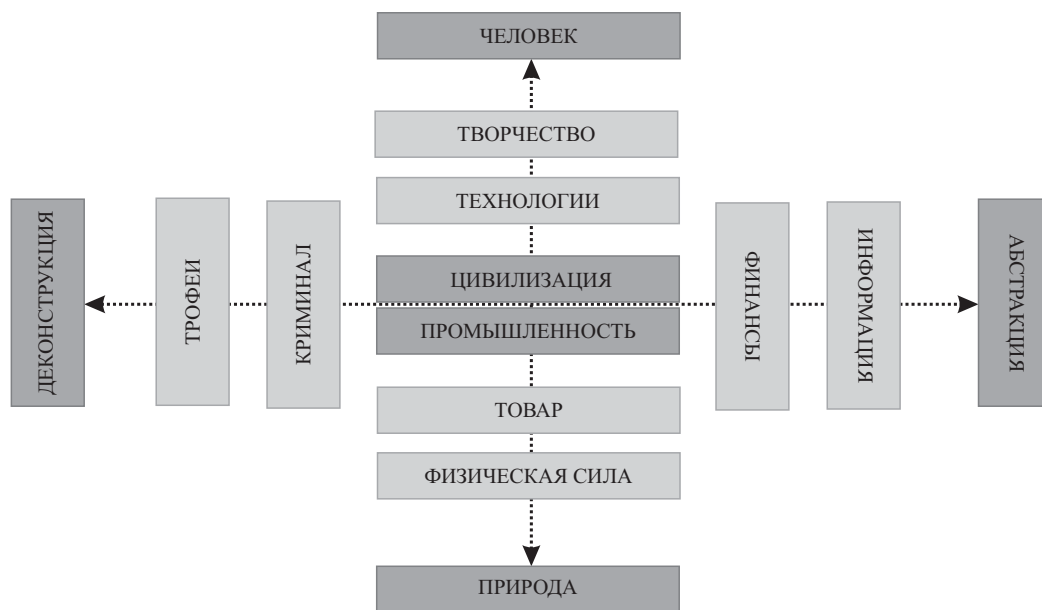 ЧЕЛОВЕК
ТВОРЧЕСТВО
ТЕХНОЛОГИИ
ДЕКОНСТРУКЦИЯ
ТРОФЕИ
КРИМИНАЛ
ЦИВИЛИЗАЦИЯ
ПРОМЫШЛЕННОСТЬ
ФИНАНСЫ
ИНФОРМАЦИЯ
АБСТРАКЦИЯ
ТОВАР
ФИЗИЧЕСКАЯ СИЛА
ПРИРОДА